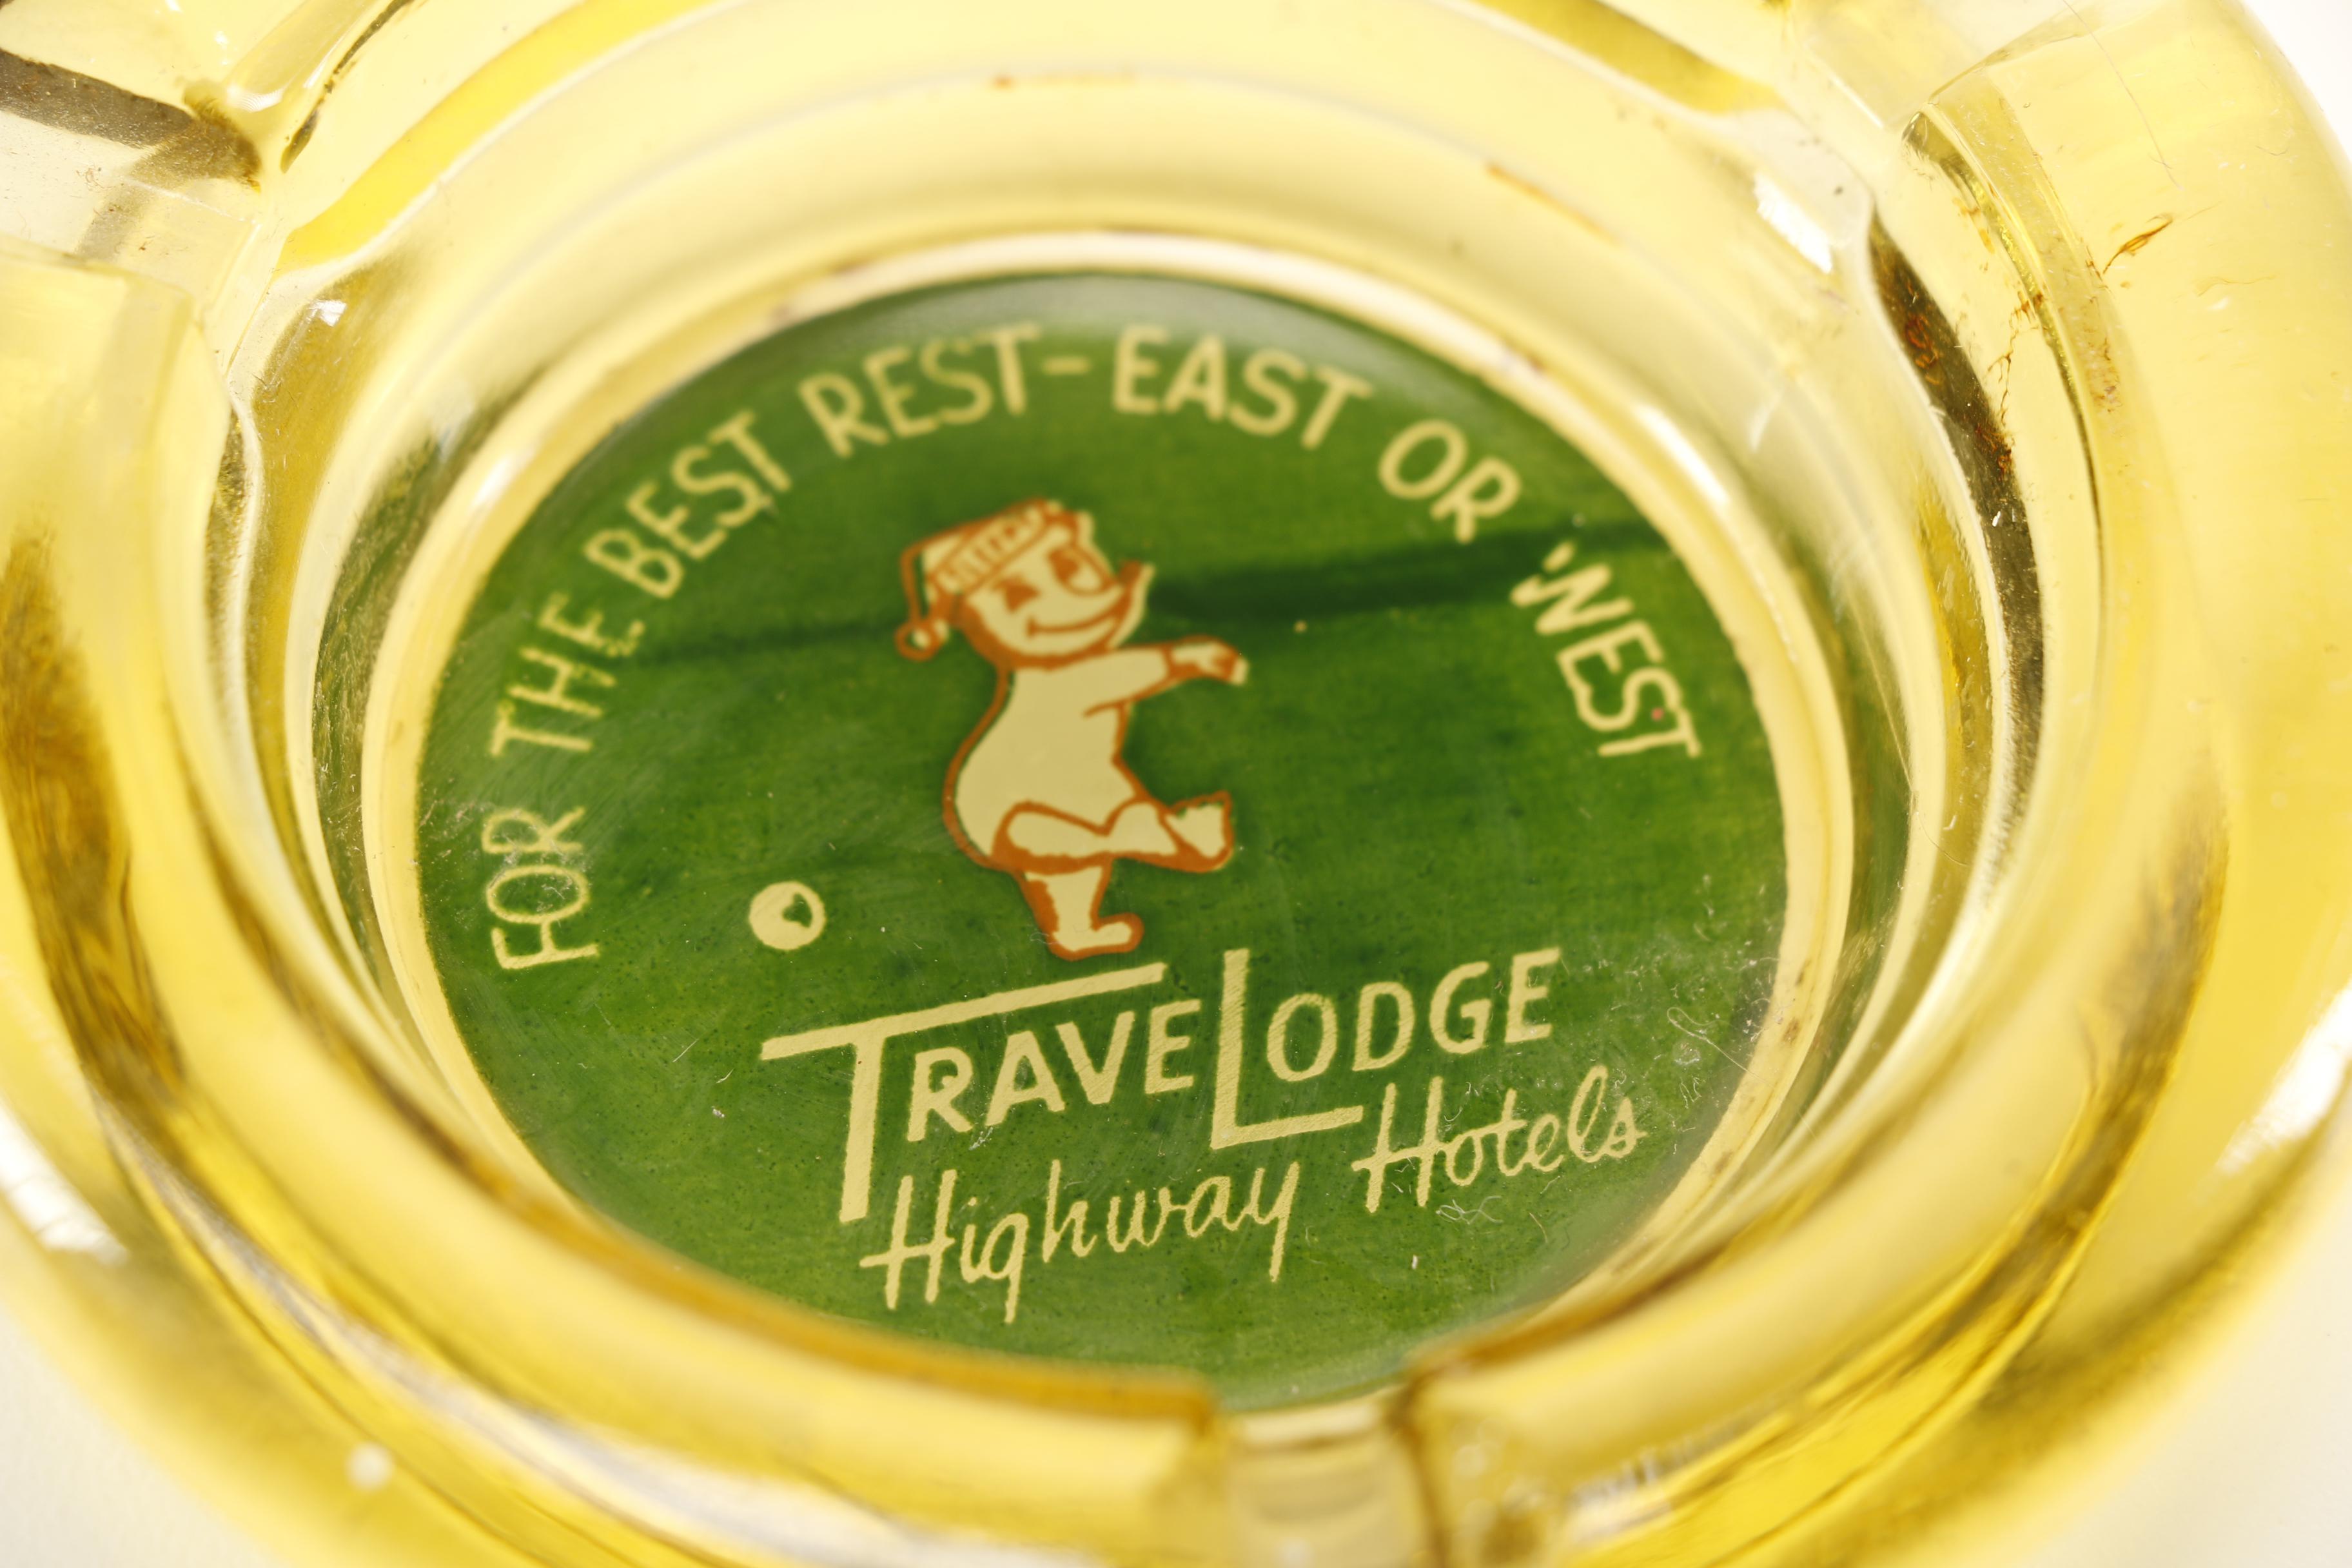 FOR THE BEST REST-EAST OR WEST
TRAVELODGE
Highway Hotels